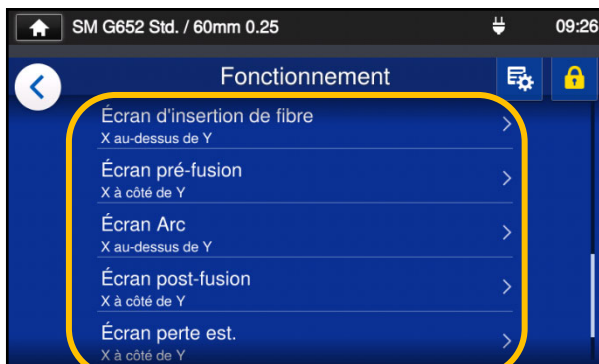 SM G652 Std. / 60mm 0.25 09:26
Fonctionnement
Écran d'insertion de fibre
X au-dessus de Y
Écran pré-fusion
X à côté de Y
Écran Arc
X au-dessus de Y
Écran post-fusion
X à côté de Y
Écran perte est.
X à côté de Y